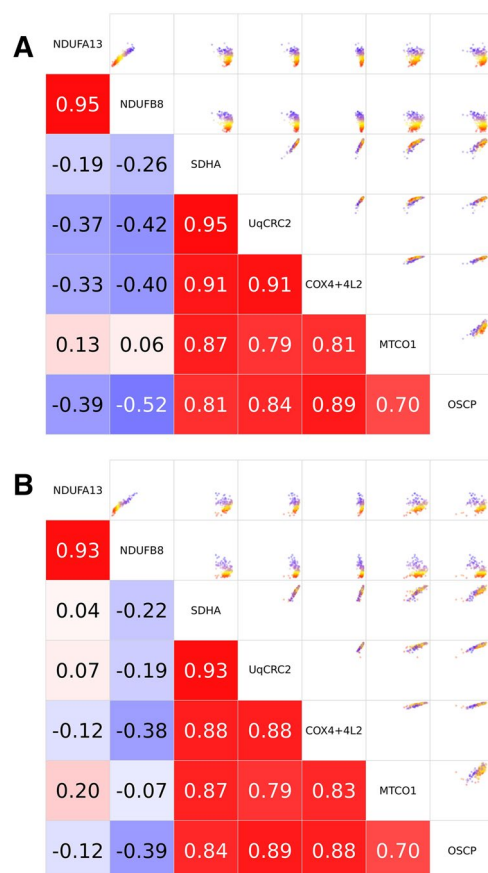 A
NDUFA13
0.95 NDUFB8
-0.19 -0.26 SDHA
-0.37 -0.42 0.95 UqCRC2
-0.33 -0.40 0.91 0.91 COX4+4L2
0.13 0.06 0.87 0.79 0.81 MTCO1
-0.39 -0.52 0.81 0.84 0.89 0.70 OSCP
B
NDUFA13
0.93 NDUFB8
0.04 -0.22 SDHA
0.07 -0.19 0.93 UqCRC2
-0.12 -0.38 0.88 0.88 COX4+4L2
0.20 -0.07 0.87 0.79 0.83 MTCO1
-0.12 -0.39 0.84 0.89 0.88 0.70 OSCP